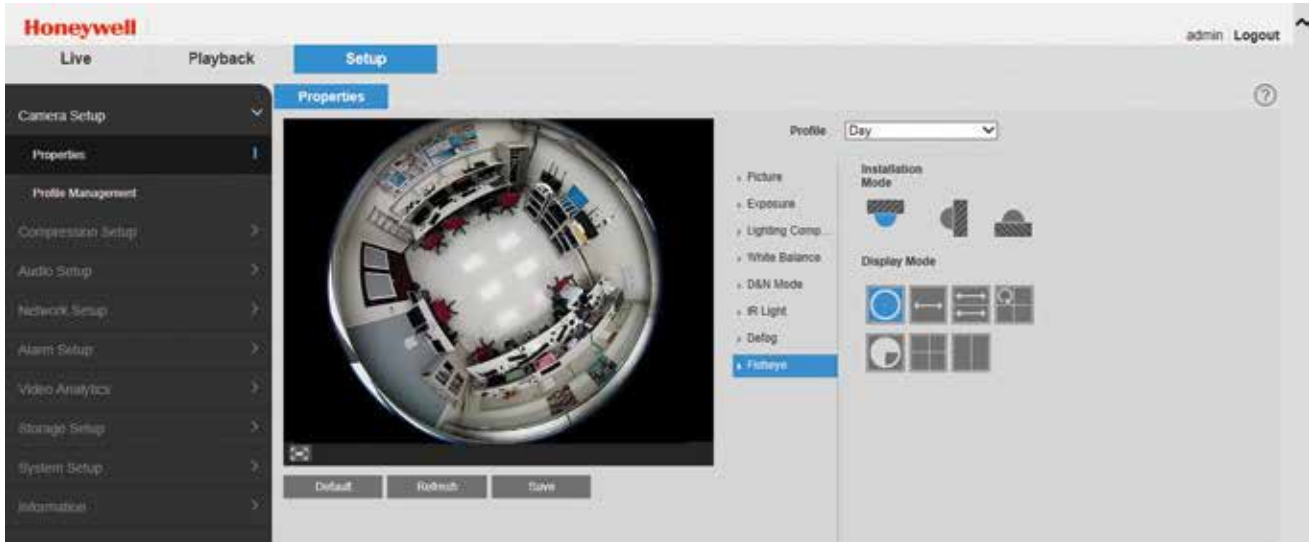 Honeywell
admin Logout
Live Playback Setup
Camera Setup
Properties
Profile Management
Compression Setup
Audio Setup
Network Setup
Alarm Setup
Video Analytics
Storage Setup
System Setup
Information
Properties
?
Default Refresh Save
Profile Day
Picture
Exposure
Lighting Comp...
White Balance
D&N Mode
IR Light
Defog
Fisheye
Installation
Mode
Display Mode